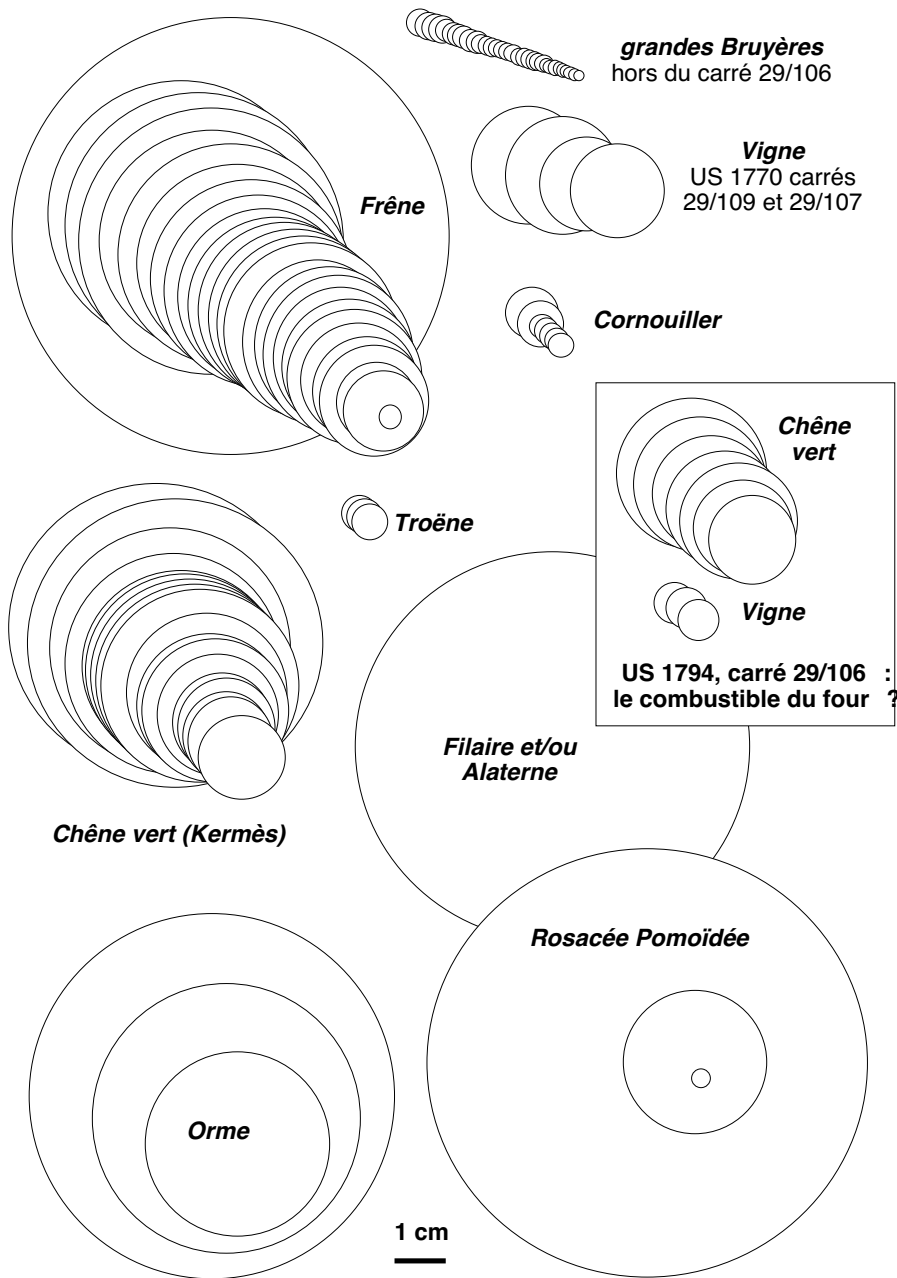 grandes Bruyères
hors du carré 29/106
Vigne
US 1770 carrés
29/109 et 29/107
Frêne
Cornouiller
Chêne
vert
Troëne
Vigne
US 1794, carré 29/106 :
le combustible du four ?
Filaire et/ou
Alaterne
Chêne vert (Kermès)
Rosacée Pomoïdée
Orme
1 cm